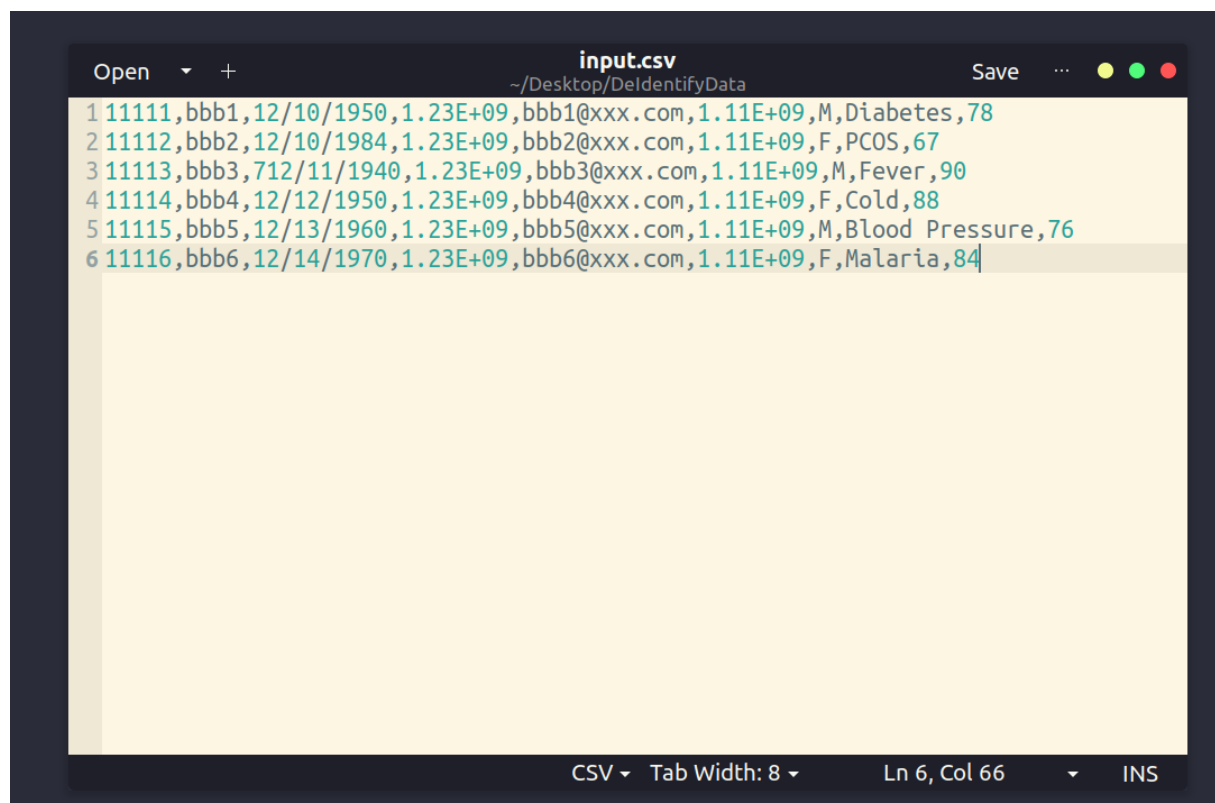 Open +
input.csv
~/Desktop/DeIdentifyData
Save ...
1 11111,bbb1,12/10/1950,1.23E+09,bbb1@xxx.com,1.11E+09,M,Diabetes,78
2 11112,bbb2,12/10/1984,1.23E+09,bbb2@xxx.com,1.11E+09,F,PCOS,67
3 11113,bbb3,712/11/1940,1.23E+09,bbb3@xxx.com,1.11E+09,M,Fever,90
4 11114,bbb4,12/12/1950,1.23E+09,bbb4@xxx.com,1.11E+09,F,Cold,88
5 11115,bbb5,12/13/1960,1.23E+09,bbb5@xxx.com,1.11E+09,M,Blood Pressure,76
6 11116,bbb6,12/14/1970,1.23E+09,bbb6@xxx.com,1.11E+09,F,Malaria,84
CSV Tab Width: 8 Ln 6, Col 66 INS